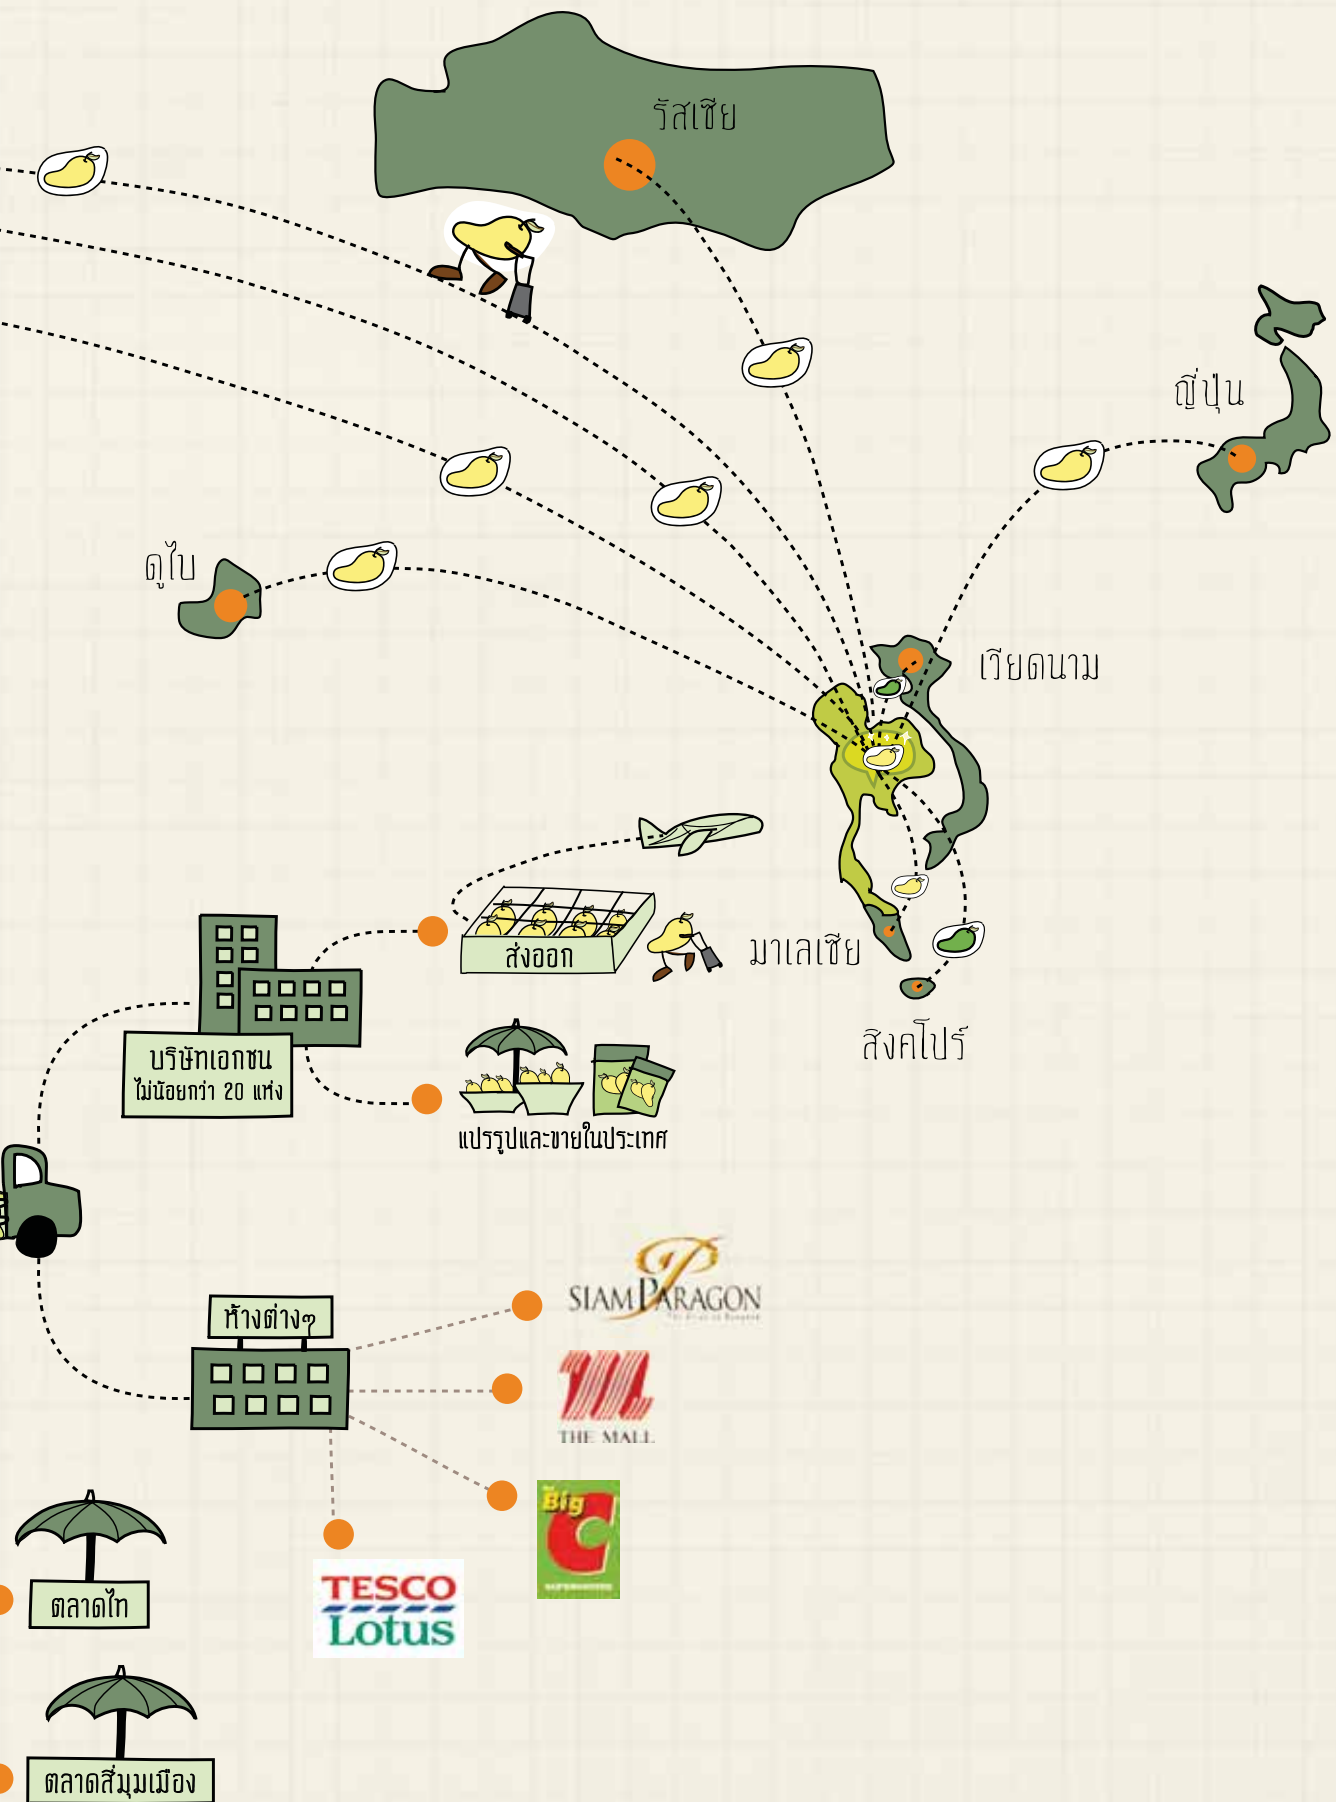 รัสเซีย
ญี่ปุ่น
ดูไบ
เวียดนาม
ส่งออก
มาเลเซีย
สิงคโปร์
บริษัทเอกชน
ไม่น้อยกว่า 20 แห่ง
แปรรูปและขายในประเทศ
SIAM PARAGON
ห้างต่างๆ
THE MALL
Big
C
TESCO
Lotus
ตลาดไท
ตลาดสี่มุมเมือง